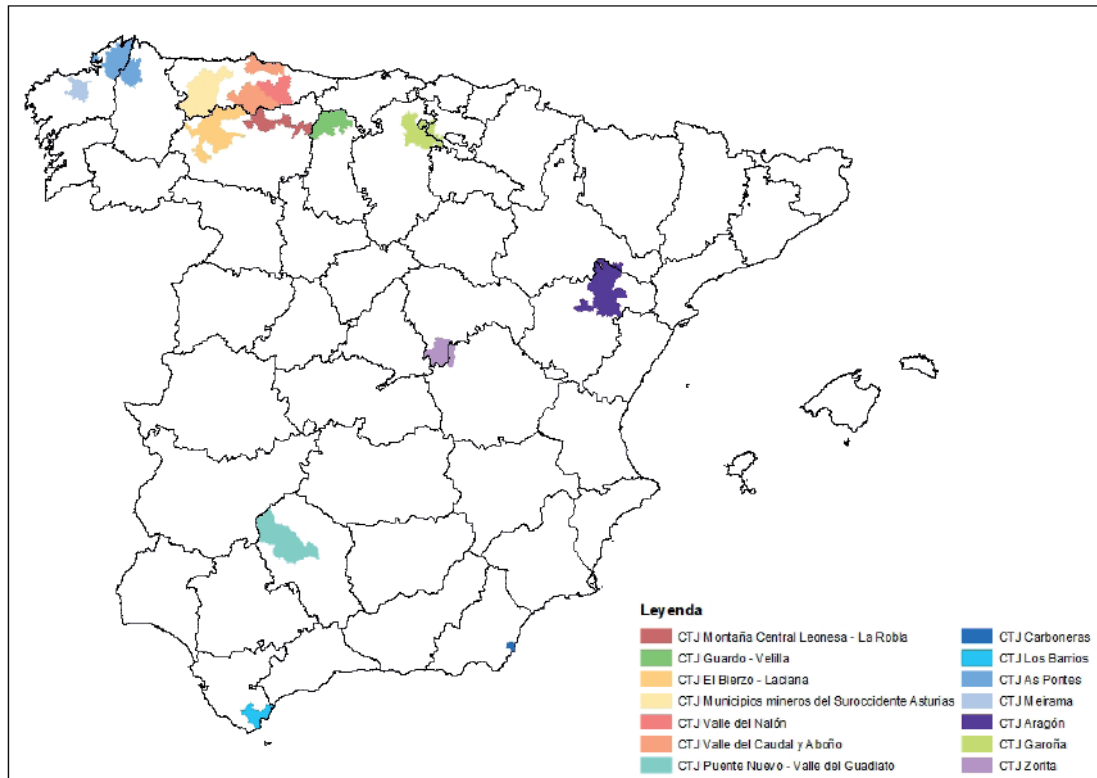 Leyenda
CTJ Montaña Central Leonesa - La Robla
CTJ Guardo - Velilla
CTJ El Bierzo - Laciana
CTJ Municipios mineros del Suroccidente Asturias
CTJ Valle del Nalón
CTJ Valle del Caudal y Aboño
CTJ Puente Nuevo - Valle del Guadiato
CTJ Carboneras
CTJ Los Barrios
CTJ As Pontes
CTJ Meirama
CTJ Aragón
CTJ Garoña
CTJ Zorita